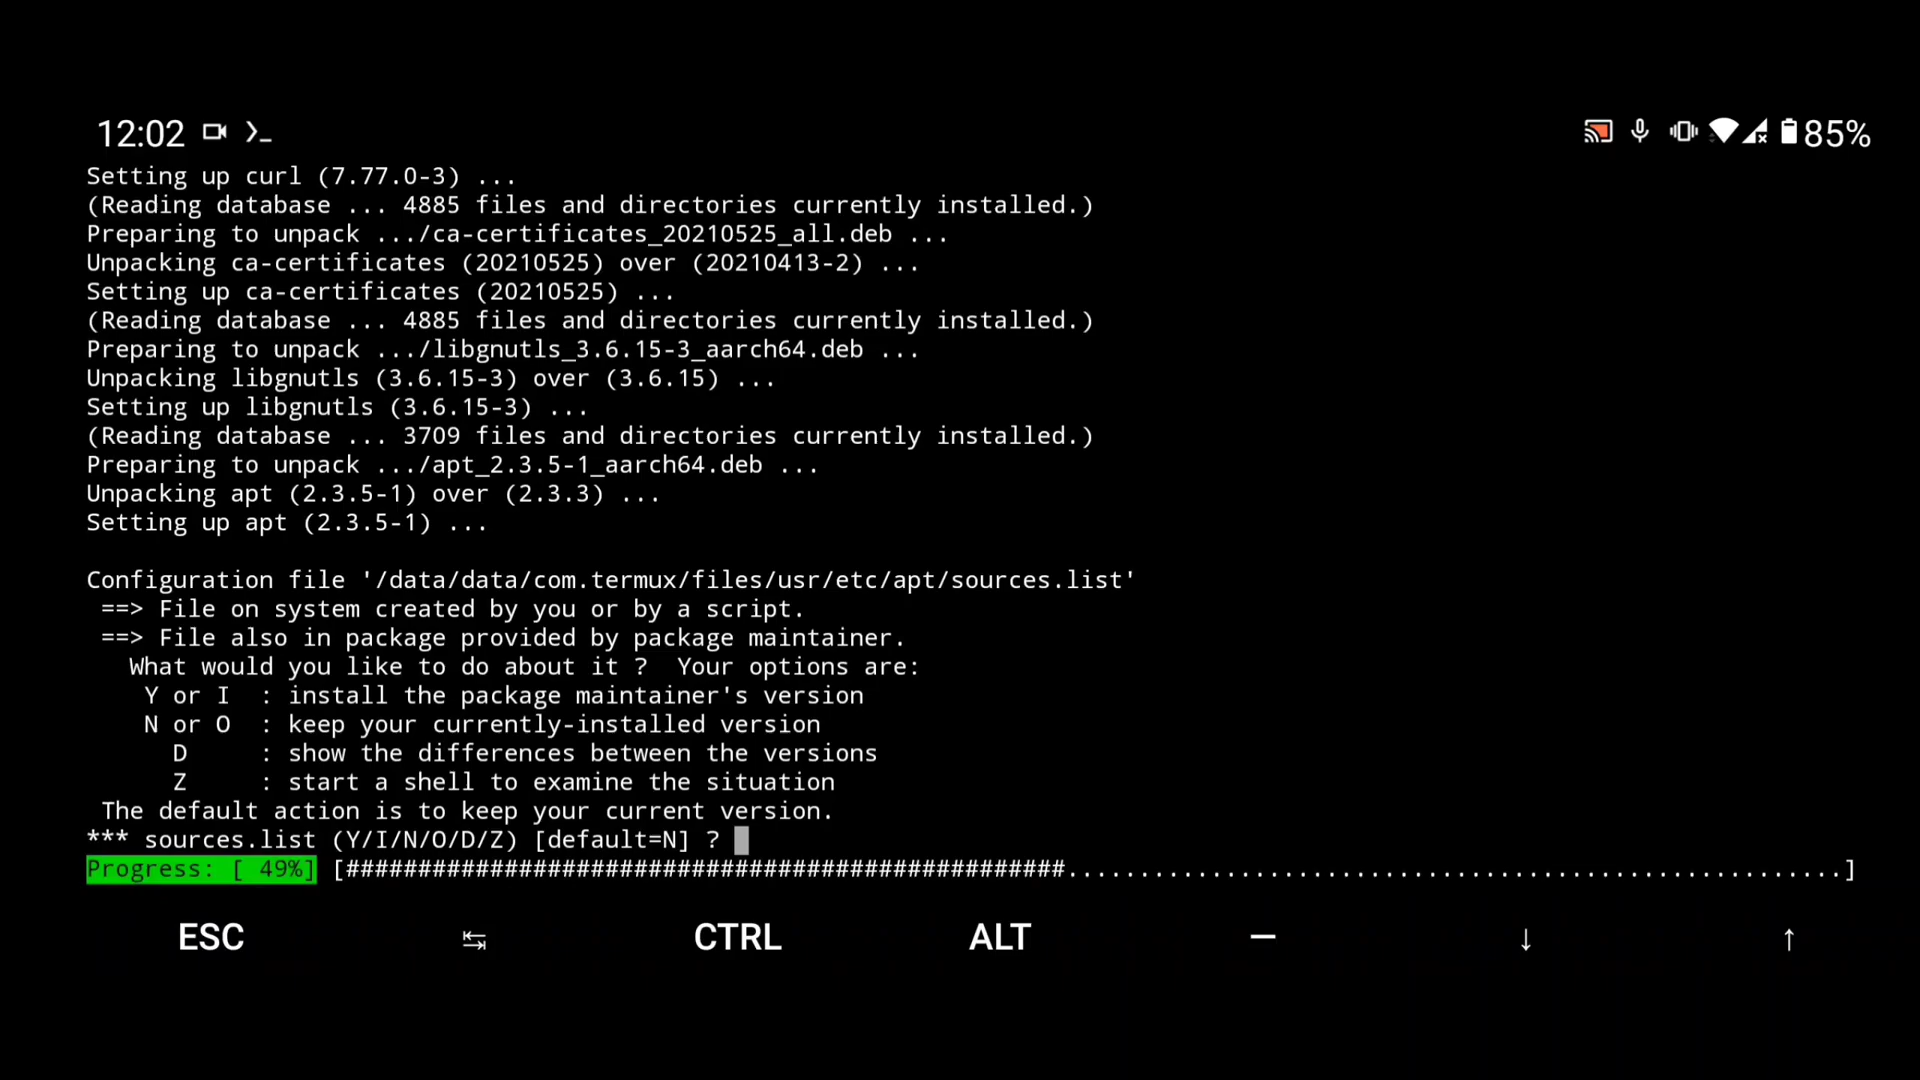 12:02 >_ 85%
Setting up curl (7.77.0-3) ...
(Reading database ... 4885 files and directories currently installed.)
Preparing to unpack .../ca-certificates_20210525_all.deb ...
Unpacking ca-certificates (20210525) over (20210413-2) ...
Setting up ca-certificates (20210525) ...
(Reading database ... 4885 files and directories currently installed.)
Preparing to unpack .../libgnutls_3.6.15-3_aarch64.deb ...
Unpacking libgnutls (3.6.15-3) over (3.6.15) ...
Setting up libgnutls (3.6.15-3) ...
(Reading database ... 3709 files and directories currently installed.)
Preparing to unpack .../apt_2.3.5-1_aarch64.deb ...
Unpacking apt (2.3.5-1) over (2.3.3) ...
Setting up apt (2.3.5-1) ...

Configuration file '/data/data/com.termux/files/usr/etc/apt/sources.list'
 ==> File on system created by you or by a script.
 ==> File also in package provided by package maintainer.
   What would you like to do about it ?  Your options are:
    Y or I  : install the package maintainer's version
    N or O  : keep your currently-installed version
      D     : show the differences between the versions
      Z     : start a shell to examine the situation
 The default action is to keep your current version.
*** sources.list (Y/I/N/O/D/Z) [default=N] ?
Progress: [ 49%] [##################################################......................................................]
ESC ⇆ CTRL ALT — ↓ ↑